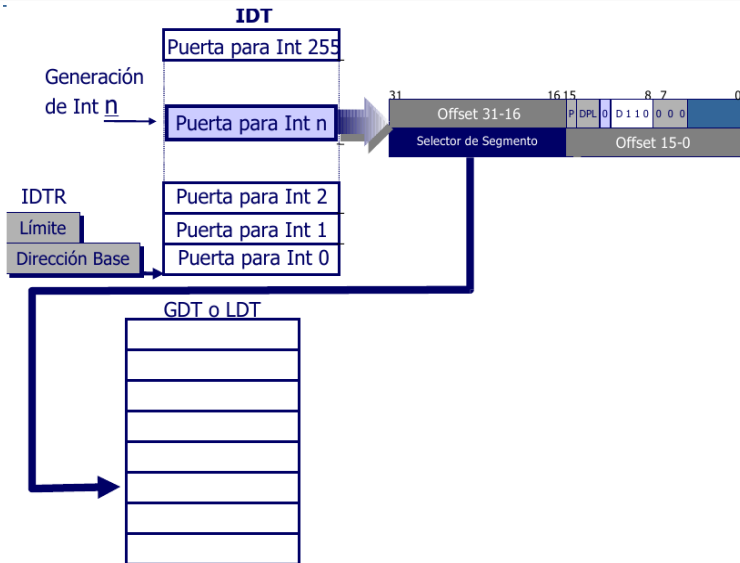 IDT
Puerta para Int 255
Generación
de Int n
Puerta para Int n
31 16 15 8 7 0
Offset 31-16 P DPL 0 D 1 1 0 0 0 0
Selector de Segmento Offset 15-0
IDTR
Límite
Dirección Base
Puerta para Int 2
Puerta para Int 1
Puerta para Int 0
GDT o LDT